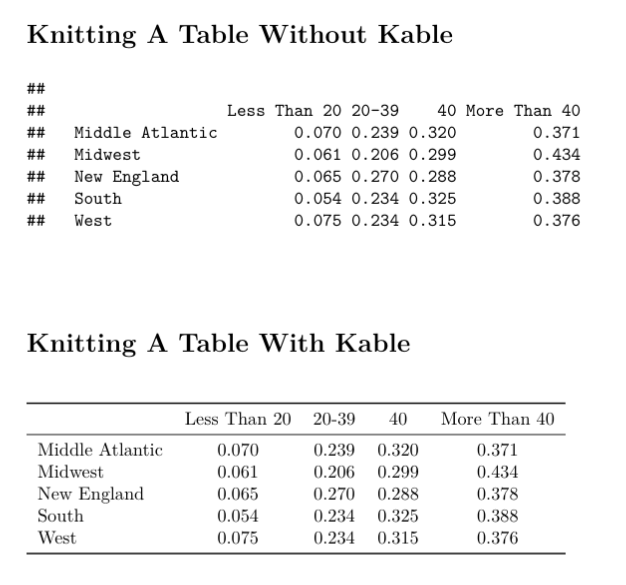 Knitting A Table Without Kable
##
## Less Than 20 20-39 40 More Than 40
## Middle Atlantic 0.070 0.239 0.320 0.371
## Midwest 0.061 0.206 0.299 0.434
## New England 0.065 0.270 0.288 0.378
## South 0.054 0.234 0.325 0.388
## West 0.075 0.234 0.315 0.376
Knitting A Table With Kable
Less Than 20 20-39 40 More Than 40
Middle Atlantic 0.070 0.239 0.320 0.371
Midwest 0.061 0.206 0.299 0.434
New England 0.065 0.270 0.288 0.378
South 0.054 0.234 0.325 0.388
West 0.075 0.234 0.315 0.376